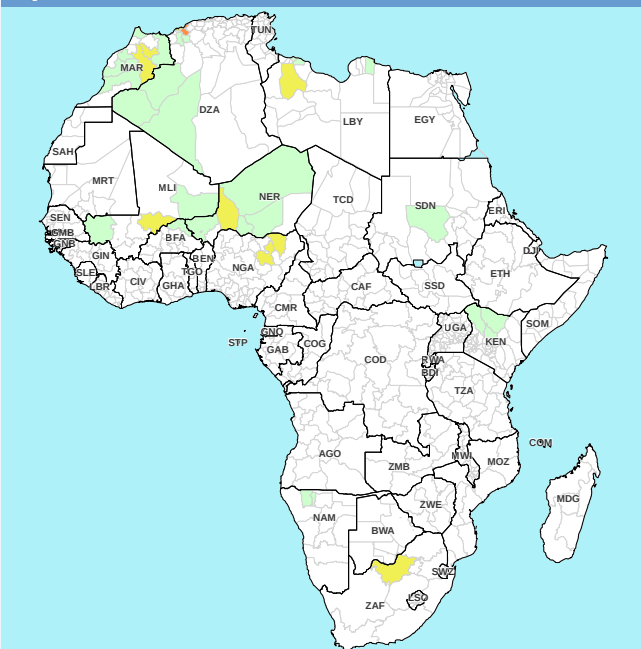 TUN
MAR
DZA
LBY
EGY
SAH
MRT
MLI
NER
TCD
SDN
ERI
SEN
GMB
GNB
BFA
DJI
GIN
BEN
NGA
ETH
SLE
TGO
LBR
CIV
GHA
CAF
SSD
CMR
SOM
GNQ
UGA
STP
COG
KEN
GAB
COD
RWA
BDI
TZA
COM
AGO
MWI
MOZ
ZMB
MDG
ZWE
NAM
BWA
SWZ
LSO
ZAF